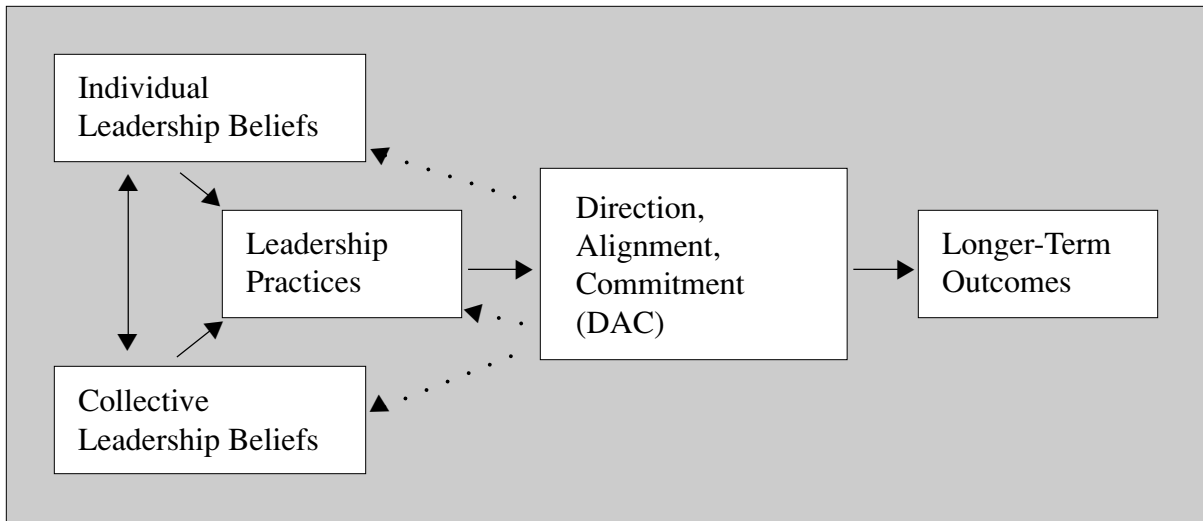 Individual
Leadership Beliefs
Leadership
Practices
Collective
Leadership Beliefs
Direction,
Alignment,
Commitment
(DAC)
Longer-Term
Outcomes